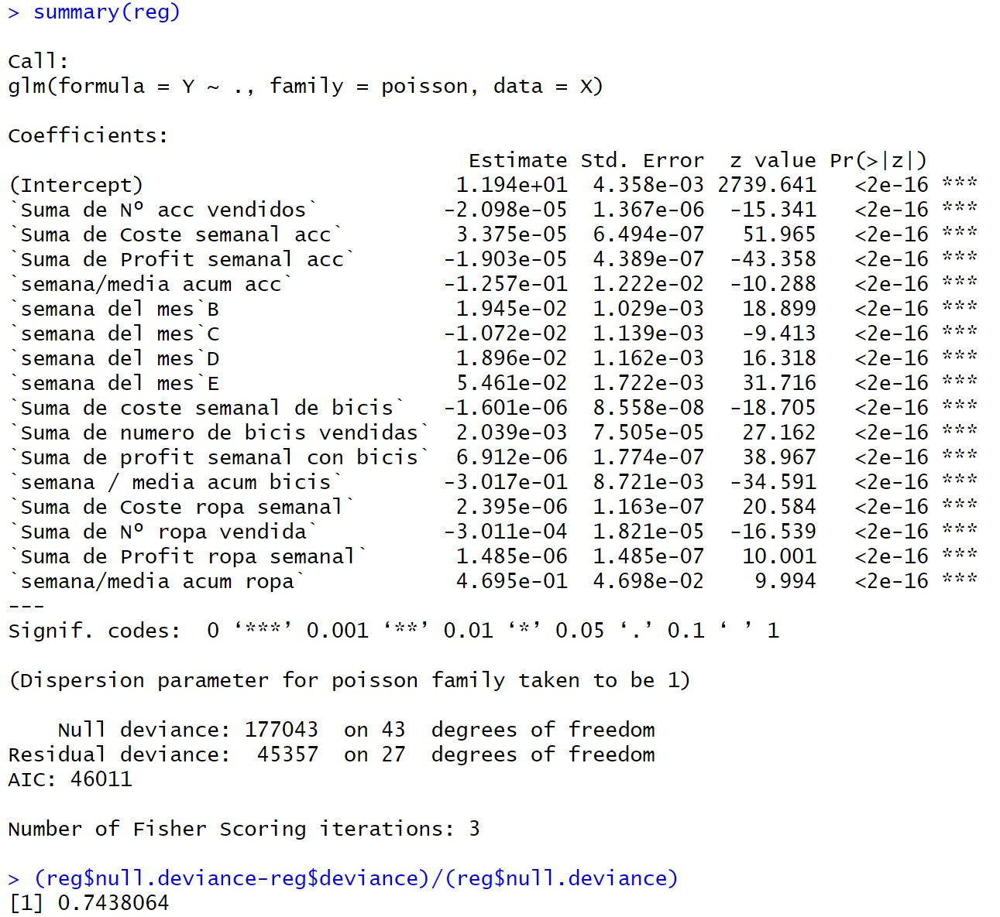 > summary(reg)
Call:
glm(formula = Y ~ ., family = poisson, data = X)
Coefficients:
Estimate Std. Error z value Pr(>|z|)
(Intercept) 1.194e+01 4.358e-03 2739.641 <2e-16 ***
`Suma de Nº acc vendidos` -2.098e-05 1.367e-06 -15.341 <2e-16 ***
`Suma de Coste semanal acc` 3.375e-05 6.494e-07 51.965 <2e-16 ***
`Suma de Profit semanal acc` -1.903e-05 4.389e-07 -43.358 <2e-16 ***
`semana/media acum acc` -1.257e-01 1.222e-02 -10.288 <2e-16 ***
`semana del mes`B 1.945e-02 1.029e-03 18.899 <2e-16 ***
`semana del mes`C -1.072e-02 1.139e-03 -9.413 <2e-16 ***
`semana del mes`D 1.896e-02 1.162e-03 16.318 <2e-16 ***
`semana del mes`E 5.461e-02 1.722e-03 31.716 <2e-16 ***
`Suma de coste semanal de bicis` -1.601e-06 8.558e-08 -18.705 <2e-16 ***
`Suma de numero de bicis vendidas` 2.039e-03 7.505e-05 27.162 <2e-16 ***
`Suma de profit semanal con bicis` 6.912e-06 1.774e-07 38.967 <2e-16 ***
`semana / media acum bicis` -3.017e-01 8.721e-03 -34.591 <2e-16 ***
`Suma de Coste ropa semanal` 2.395e-06 1.163e-07 20.584 <2e-16 ***
`Suma de Nº ropa vendida` -3.011e-04 1.821e-05 -16.539 <2e-16 ***
`Suma de Profit ropa semanal` 1.485e-06 1.485e-07 10.001 <2e-16 ***
`semana/media acum ropa` 4.695e-01 4.698e-02 9.994 <2e-16 ***
---
Signif. codes: 0 ‘***’ 0.001 ‘**’ 0.01 ‘*’ 0.05 ‘.’ 0.1 ‘ ’ 1
(Dispersion parameter for poisson family taken to be 1)
Null deviance: 177043 on 43 degrees of freedom
Residual deviance: 45357 on 27 degrees of freedom
AIC: 46011
Number of Fisher Scoring iterations: 3
> (reg$null.deviance-reg$deviance)/(reg$null.deviance)
[1] 0.7438064